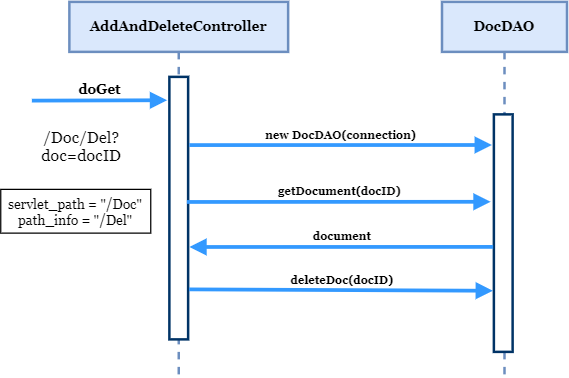 AddAndDeleteController
DocDAO
doGet
/Doc/Del?
doc=docID
new DocDAO(connection)
servlet_path = "/Doc"
path_info = "/Del"
getDocument(docID)
document
deleteDoc(docID)